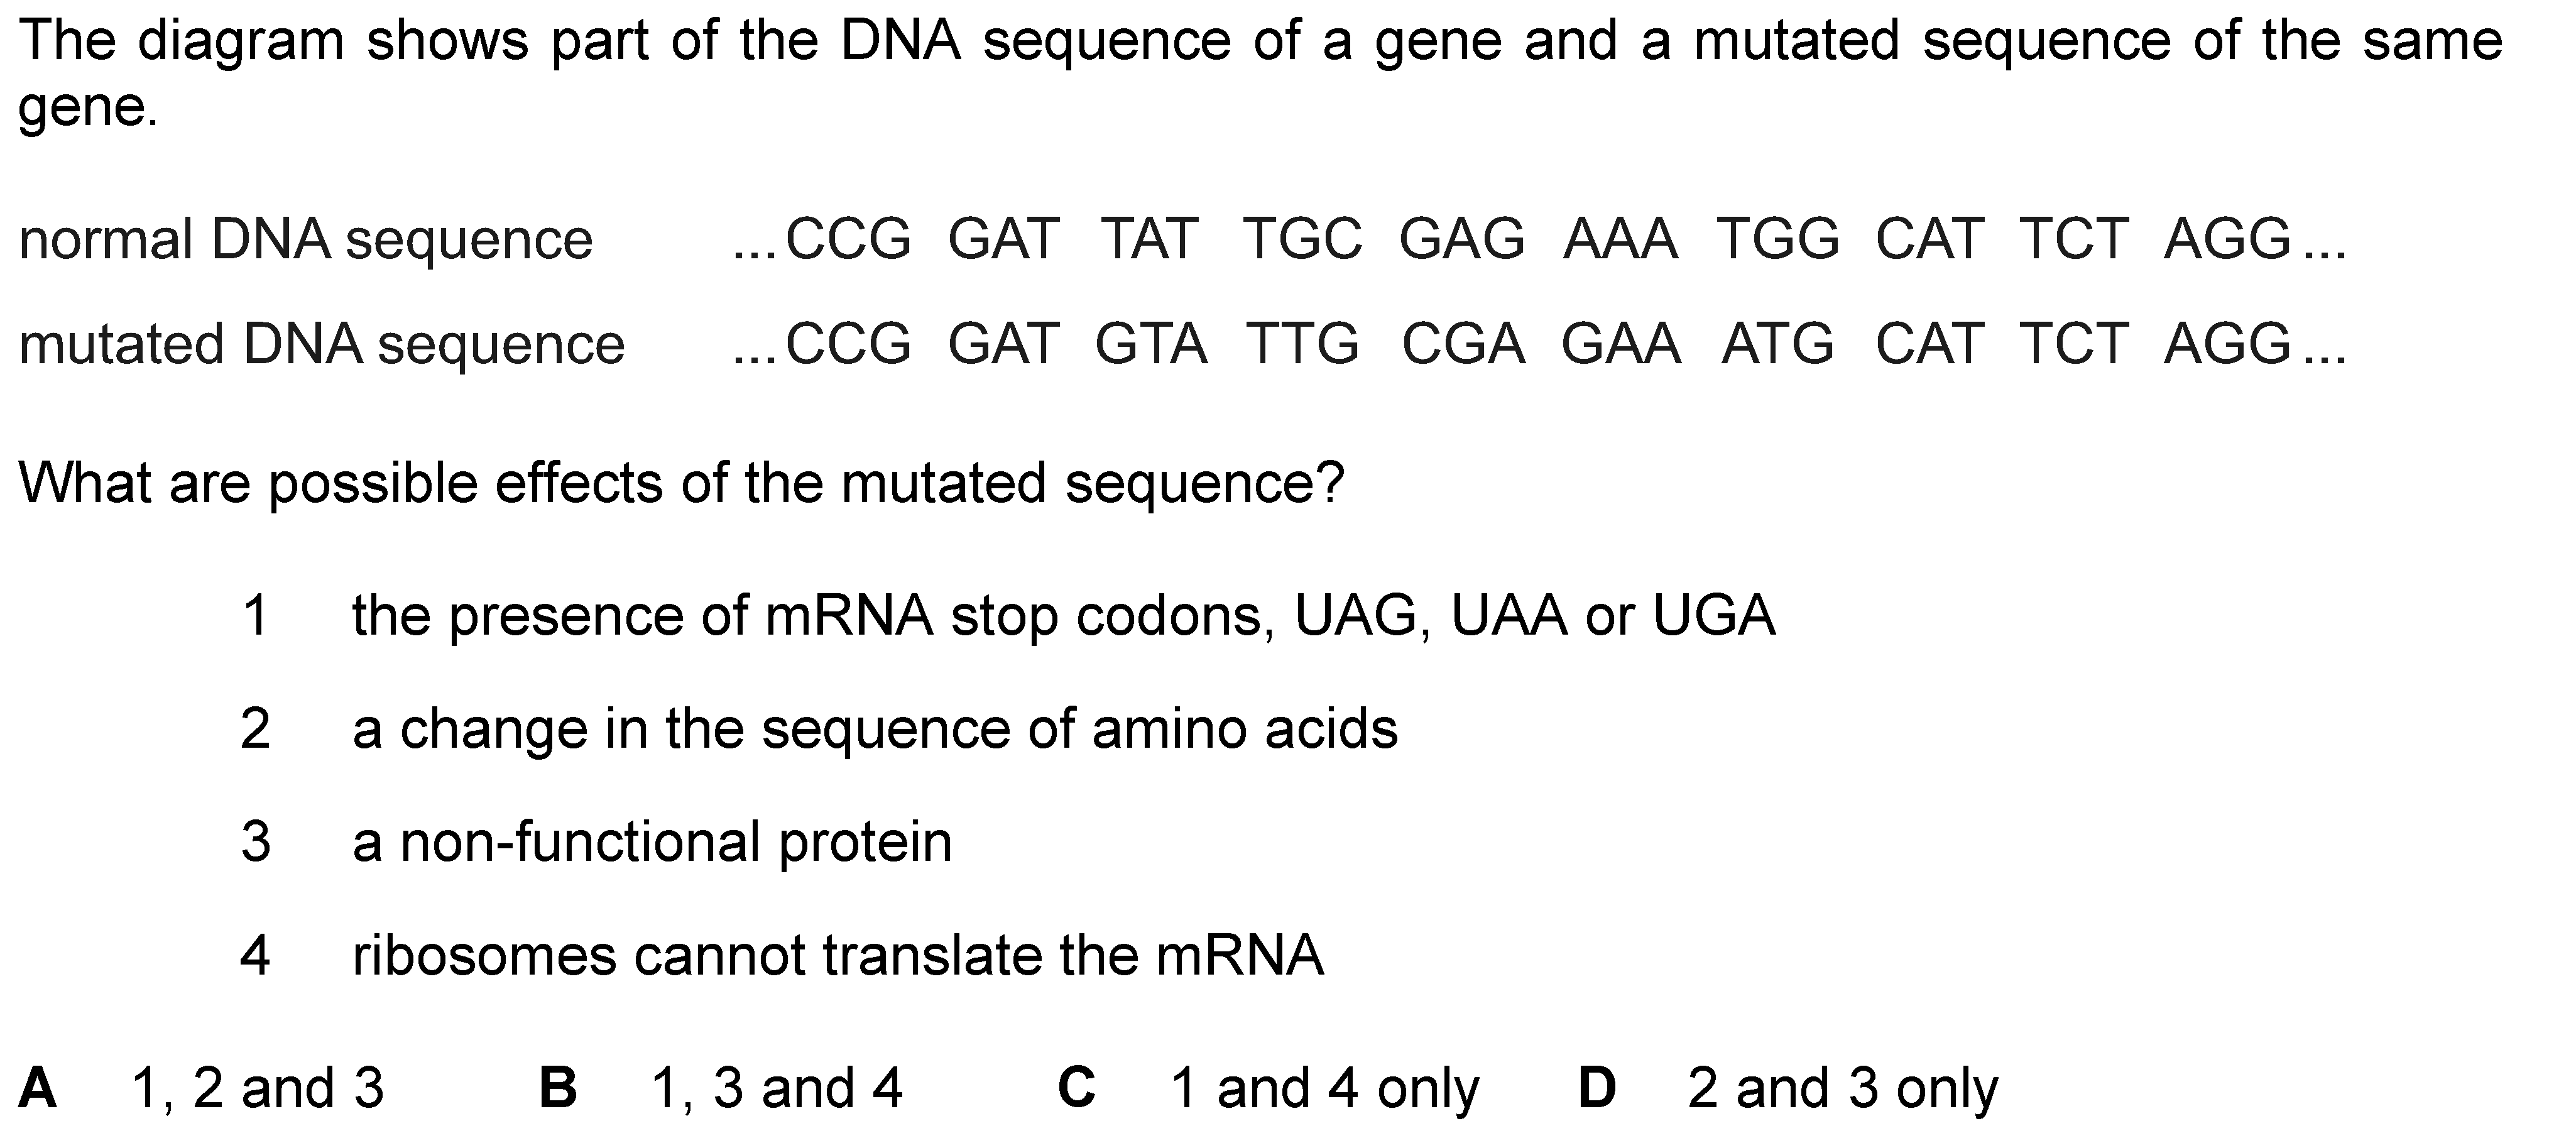 The diagram shows part of the DNA sequence of a gene and a mutated sequence of the same
gene.
normal DNA sequence ...CCG GAT TAT TGC GAG AAA TGG CAT TCT AGG...
mutated DNA sequence ...CCG GAT GTA TTG CGA GAA ATG CAT TCT AGG...
What are possible effects of the mutated sequence?
1 the presence of mRNA stop codons, UAG, UAA or UGA
2 a change in the sequence of amino acids
3 a non-functional protein
4 ribosomes cannot translate the mRNA
A 1, 2 and 3 B 1, 3 and 4 C 1 and 4 only D 2 and 3 only